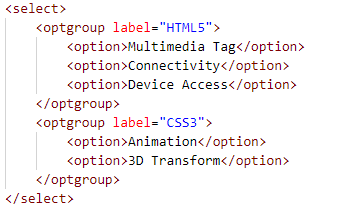 <select>
    <optgroup label="HTML5">
        <option>Multimedia Tag</option>
        <option>Connectivity</option>
        <option>Device Access</option>
    </optgroup>
    <optgroup label="CSS3">
        <option>Animation</option>
        <option>3D Transform</option>
    </optgroup>
</select>